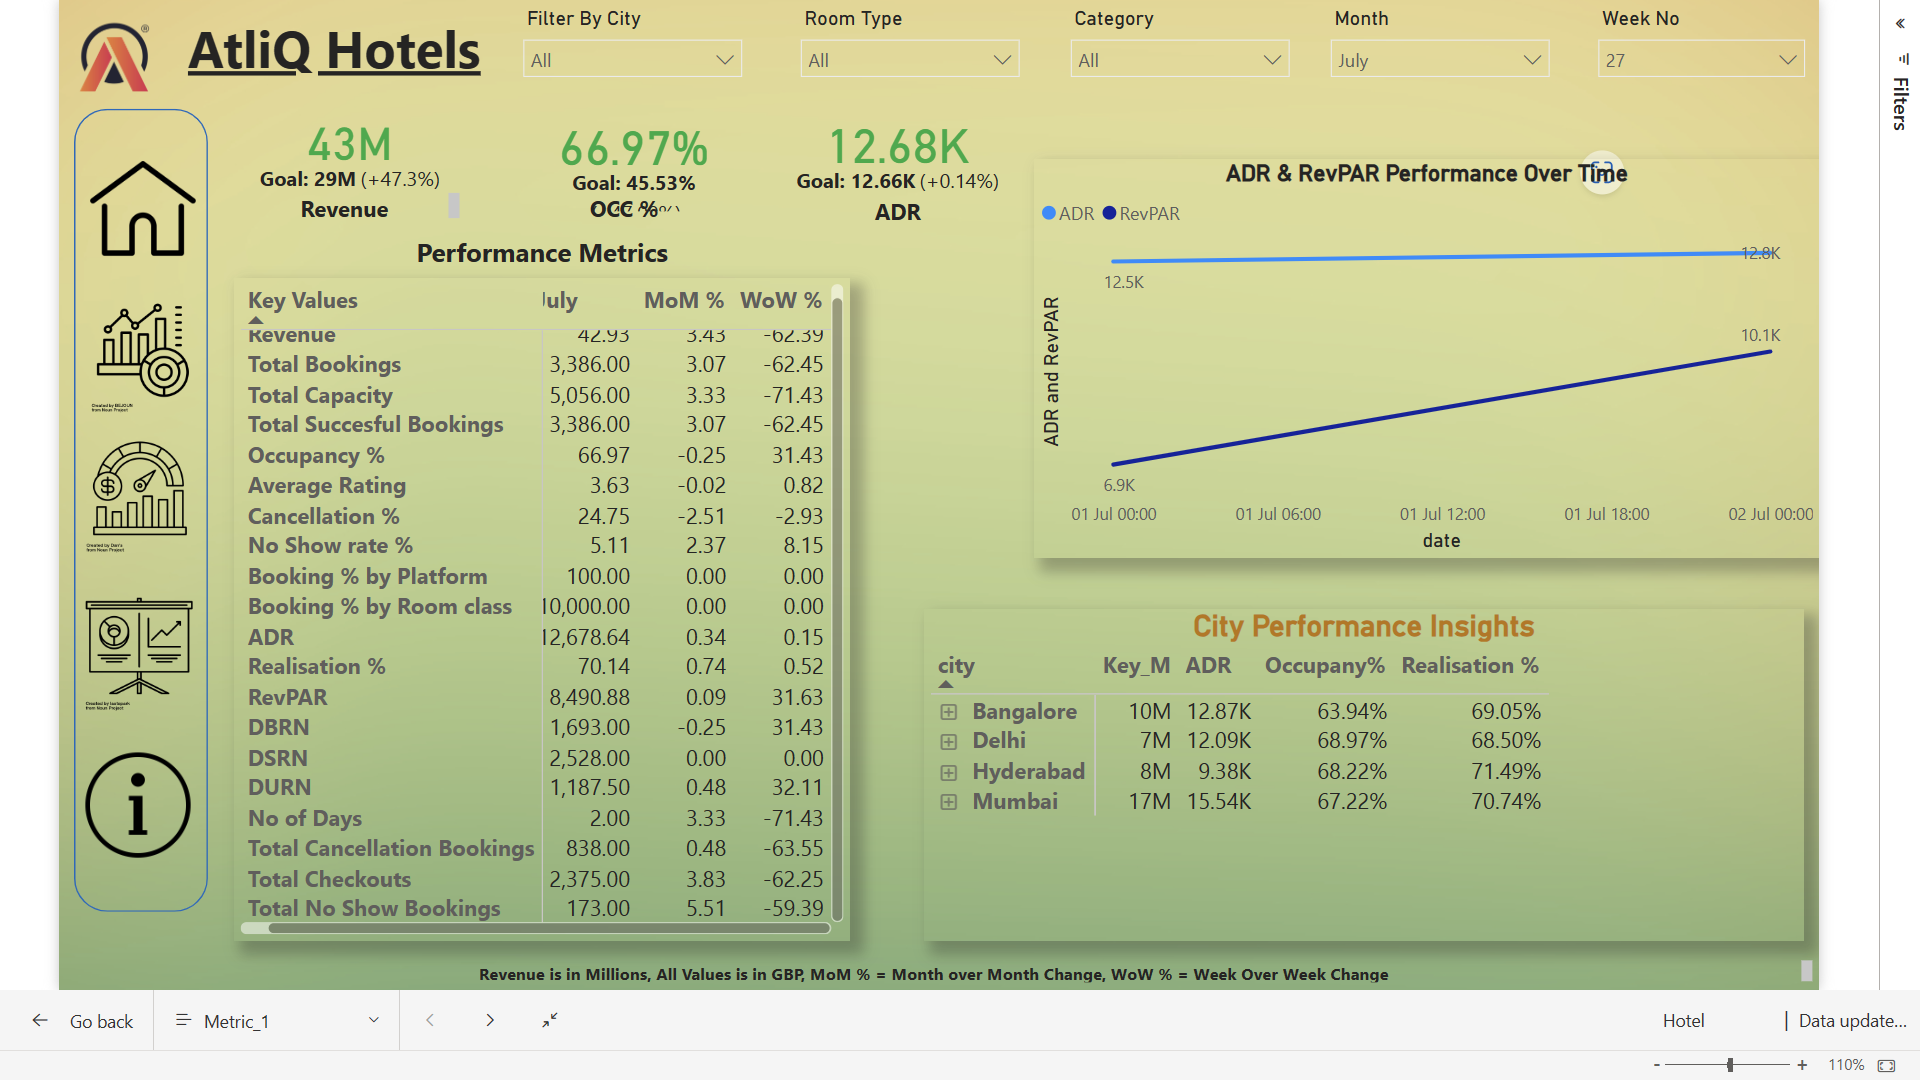 AtliQ Hotels
®
Filter By City
All
Room Type
All
Category
All
Month
July
Week No
27
Filters
43M
Goal: 29M (+47.3%)
Revenue
66.97%
Goal: 45.53%
OCC %
12.68K
Goal: 12.66K (+0.14%)
ADR
Performance Metrics
Key Values July MoM % WoW %
Revenue 42.93 3.43 -62.39
Total Bookings 3,386.00 3.07 -62.45
Total Capacity 5,056.00 3.33 -71.43
Total Succesful Bookings 3,386.00 3.07 -62.45
Occupancy % 66.97 -0.25 31.43
Average Rating 3.63 -0.02 0.82
Cancellation % 24.75 -2.51 -2.93
No Show rate % 5.11 2.37 8.15
Booking % by Platform 100.00 0.00 0.00
Booking % by Room class 10,000.00 0.00 0.00
ADR 12,678.64 0.34 0.15
Realisation % 70.14 0.74 0.52
RevPAR 8,490.88 0.09 31.63
DBRN 1,693.00 -0.25 31.43
DSRN 2,528.00 0.00 0.00
DURN 1,187.50 0.48 32.11
No of Days 2.00 3.33 -71.43
Total Cancellation Bookings 838.00 0.48 -63.55
Total Checkouts 2,375.00 3.83 -62.25
Total No Show Bookings 173.00 5.51 -59.39
ADR & RevPAR Performance Over Time
ADR RevPAR
12.8K
12.5K
10.1K
6.9K
ADR and RevPAR
01 Jul 00:00 01 Jul 06:00 01 Jul 12:00 01 Jul 18:00 02 Jul 00:00
date
City Performance Insights
city Key_M ADR Occupany% Realisation %
Bangalore 10M 12.87K 63.94% 69.05%
Delhi 7M 12.09K 68.97% 68.50%
Hyderabad 8M 9.38K 68.22% 71.49%
Mumbai 17M 15.54K 67.22% 70.74%
Revenue is in Millions, All Values is in GBP, MoM % = Month over Month Change, WoW % = Week Over Week Change
Go back
Metric_1
Hotel | Data update...
- + 110%